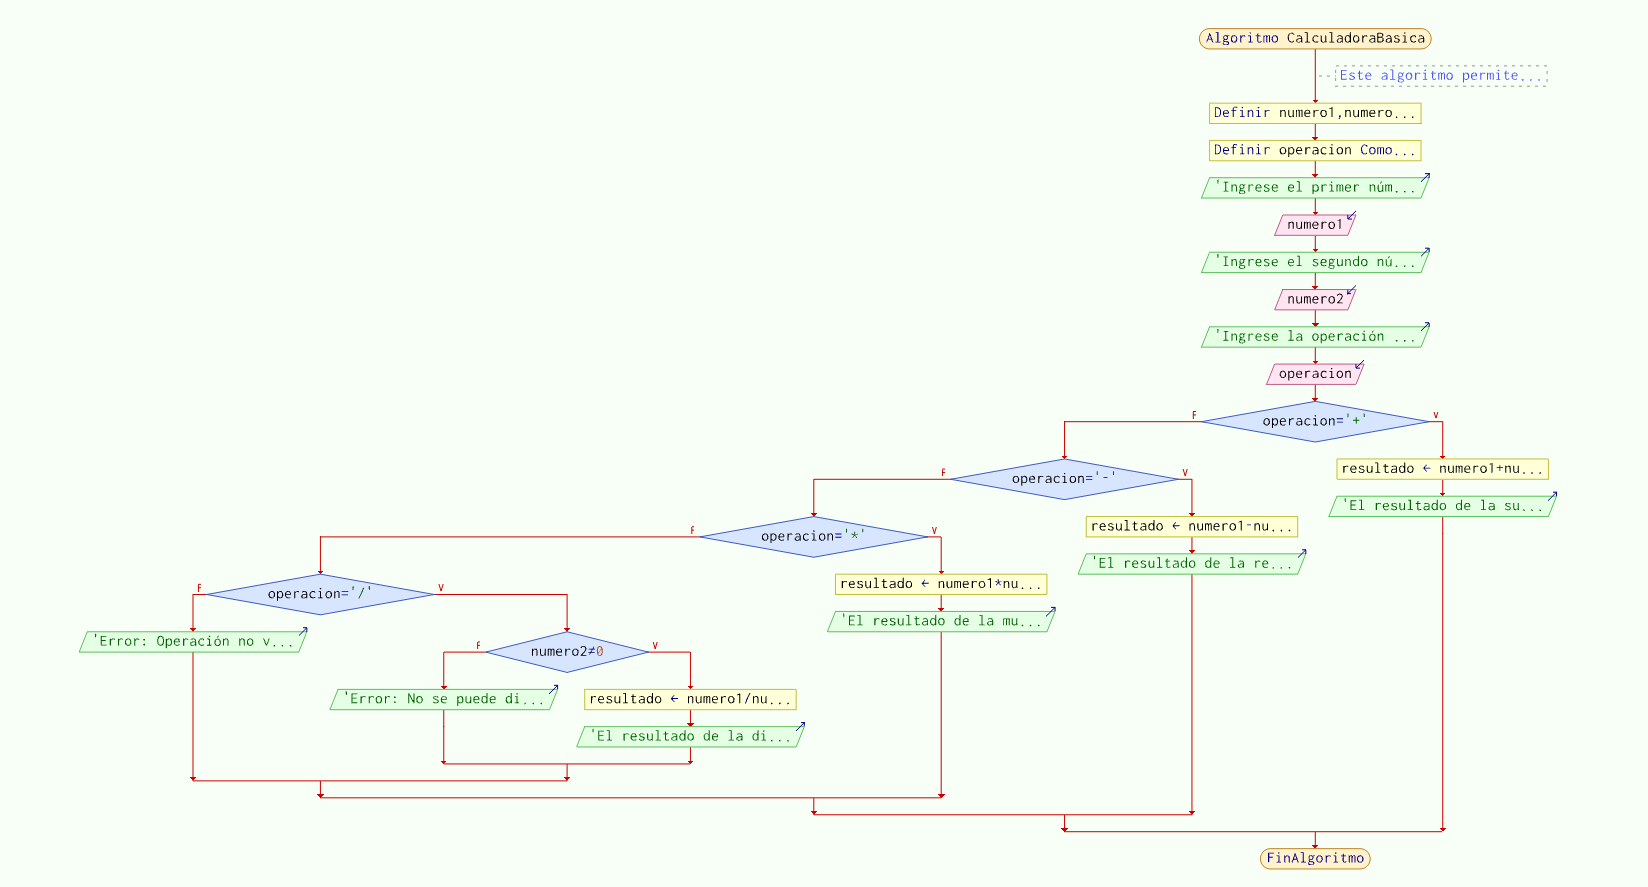 Algoritmo CalculadoraBasica
Este algoritmo permite...
Definir numero1,numero...
Definir operacion Como...
'Ingrese el primer núm...
numero1
'Ingrese el segundo nú...
numero2
'Ingrese la operación ...
operacion
F
operacion='+'
V
F
operacion='-'
V
resultado ← numero1+nu...
'El resultado de la su...
F
operacion='*'
V
resultado ← numero1-nu...
'El resultado de la re...
F
operacion='/'
V
resultado ← numero1*nu...
'El resultado de la mu...
'Error: Operación no v...
F
numero2≠0
V
'Error: No se puede di...
resultado ← numero1/nu...
'El resultado de la di...
FinAlgoritmo